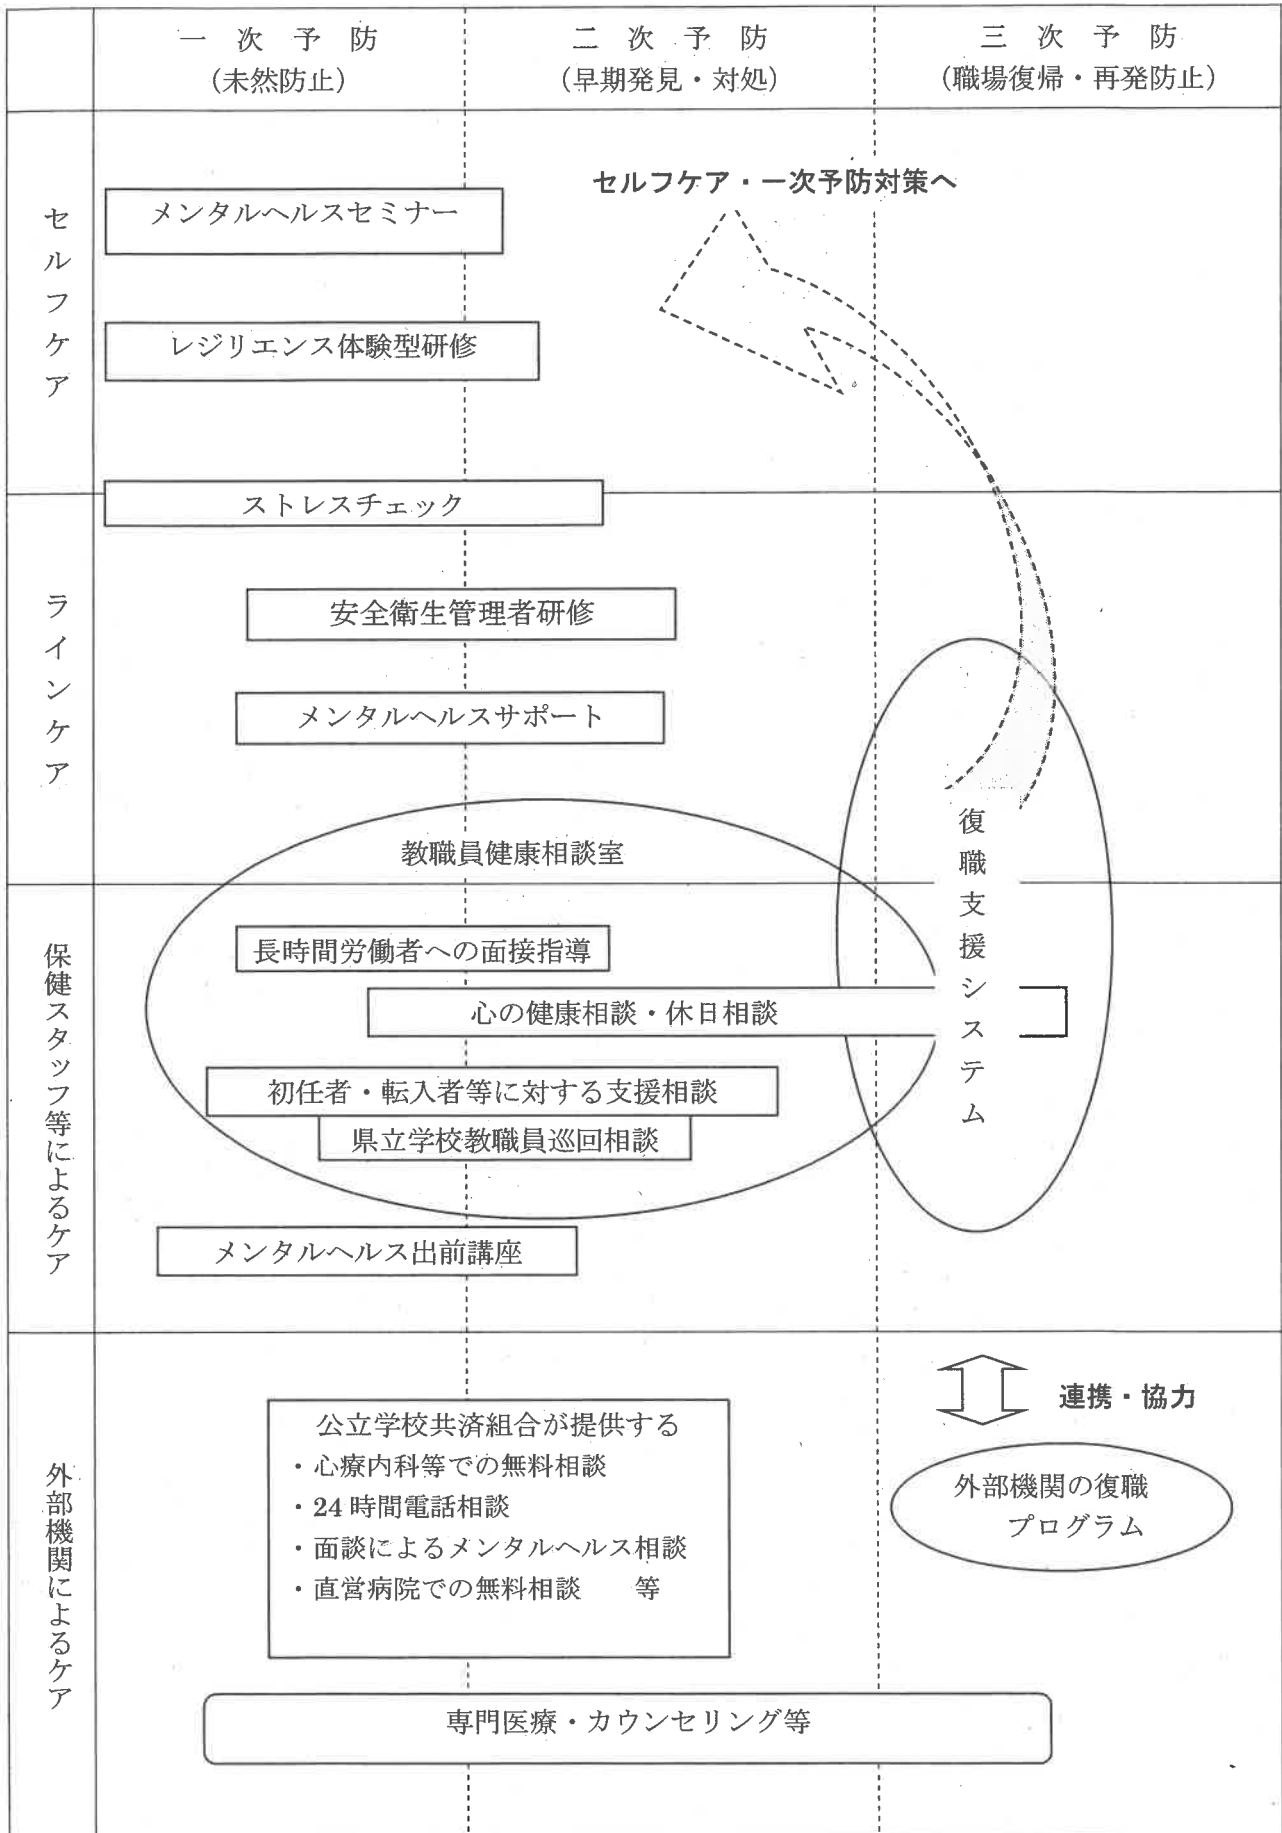 一次予防
（未然防止）
二次予防
（早期発見・対処）
三次予防
（職場復帰・再発防止）
セルフケア
セルフケア・一次予防対策へ
メンタルヘルスセミナー
レジリエンス体験型研修
ストレスチェック
ラインケア
安全衛生管理者研修
メンタルヘルスサポート
教職員健康相談室
復職支援システム
保健スタッフ等によるケア
長時間労働者への面接指導
心の健康相談・休日相談
初任者・転入者等に対する支援相談
県立学校教職員巡回相談
メンタルヘルス出前講座
外部機関によるケア
公立学校共済組合が提供する
・心療内科等での無料相談
・24時間電話相談
・面談によるメンタルヘルス相談
・直営病院での無料相談　等
連携・協力
外部機関の復職
プログラム
専門医療・カウンセリング等